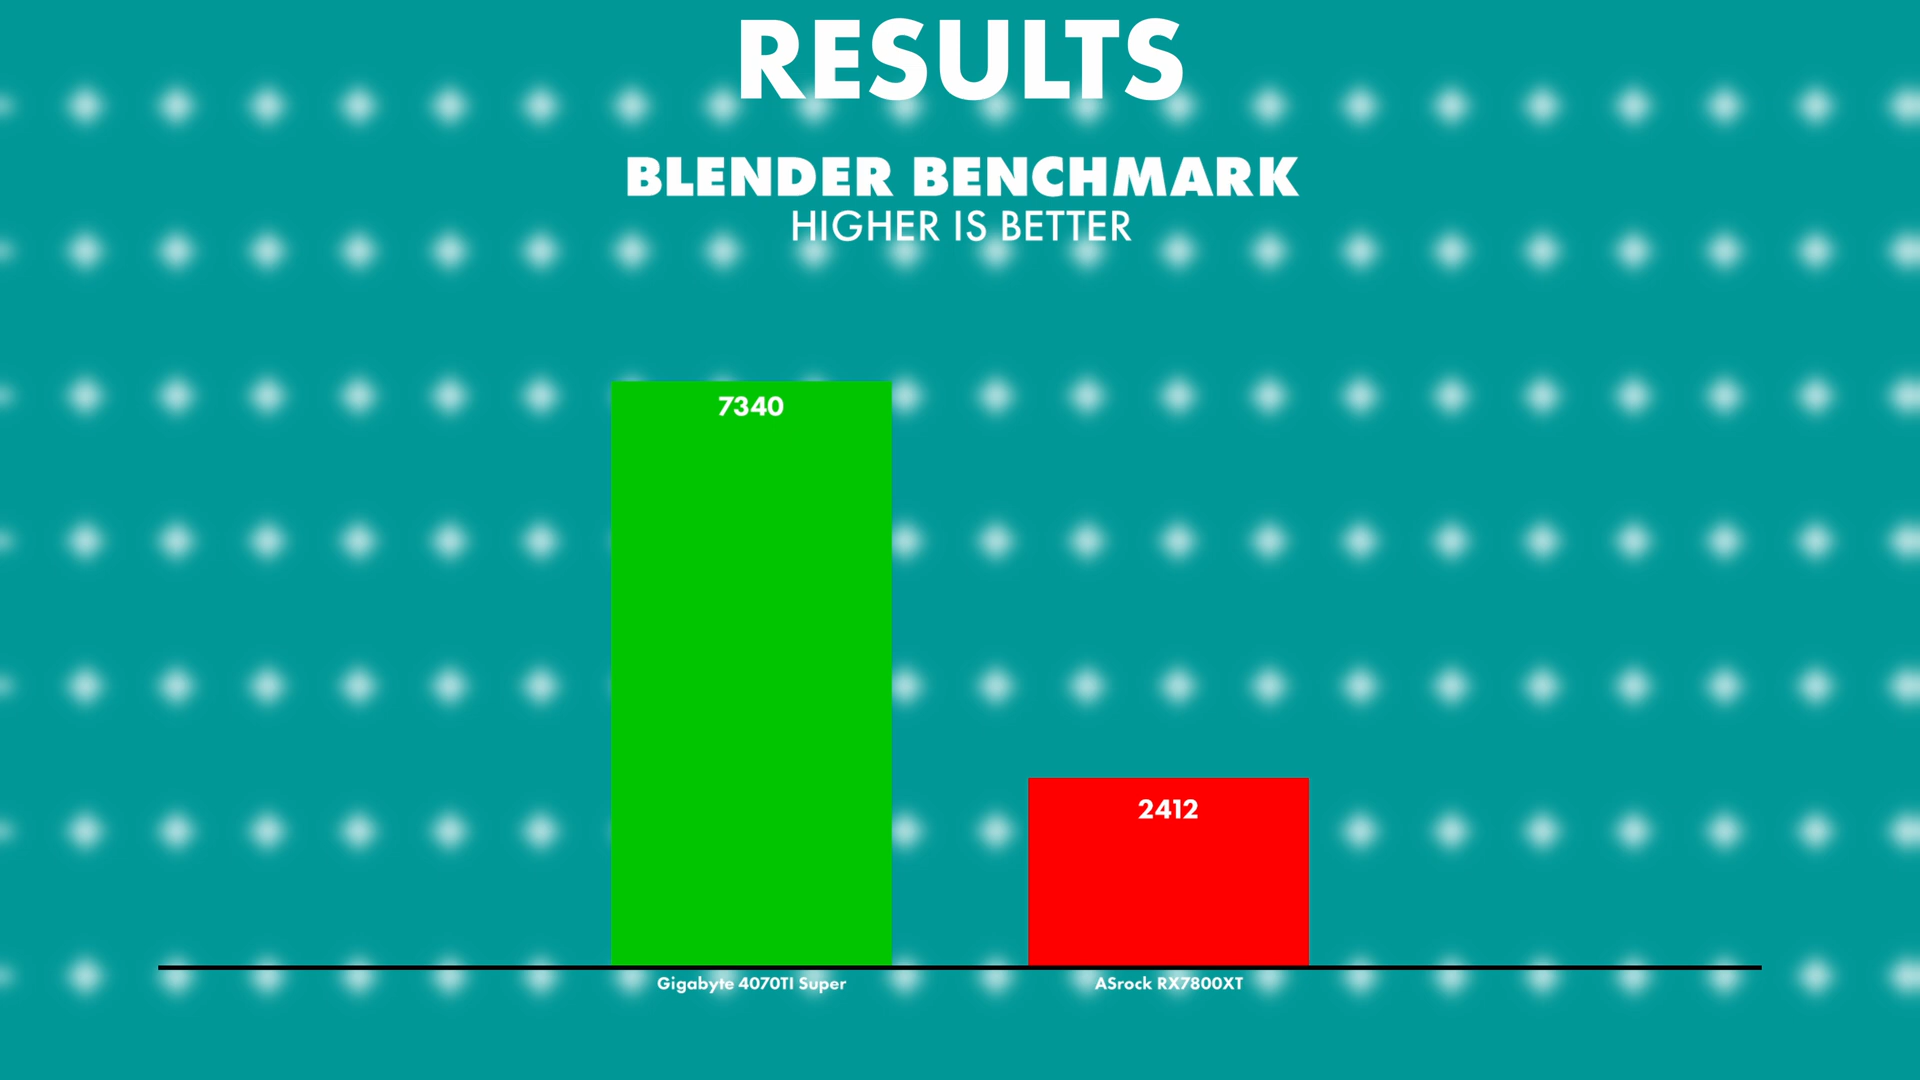 RESULTS
BLENDER BENCHMARK
HIGHER IS BETTER
7340
2412
Gigabyte 4070TI Super
ASrock RX7800XT